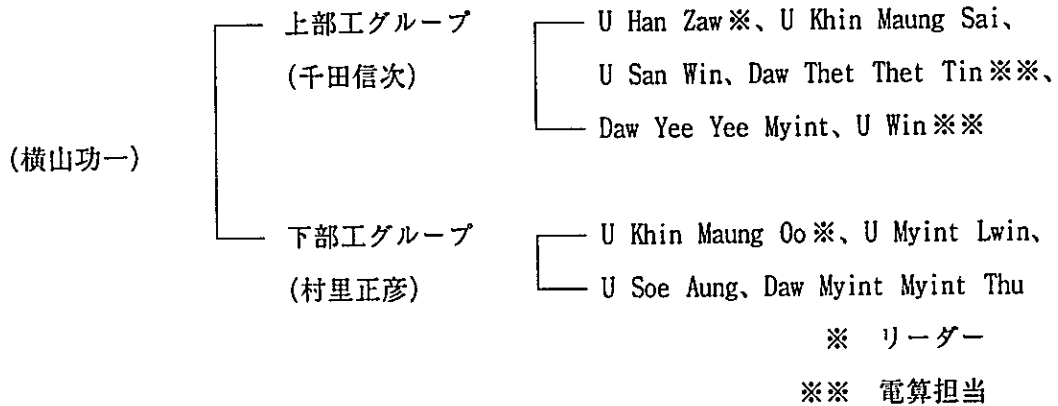 上部工グループ
(千田信次)
U Han Zaw※、U Khin Maung Sai、
U San Win、Daw Thet Thet Tin※※、
Daw Yee Yee Myint、U Win※※
(横山功一)
下部工グループ
(村里正彦)
U Khin Maung Oo※、U Myint Lwin、
U Soe Aung、Daw Myint Myint Thu
※ リーダー
※※ 電算担当